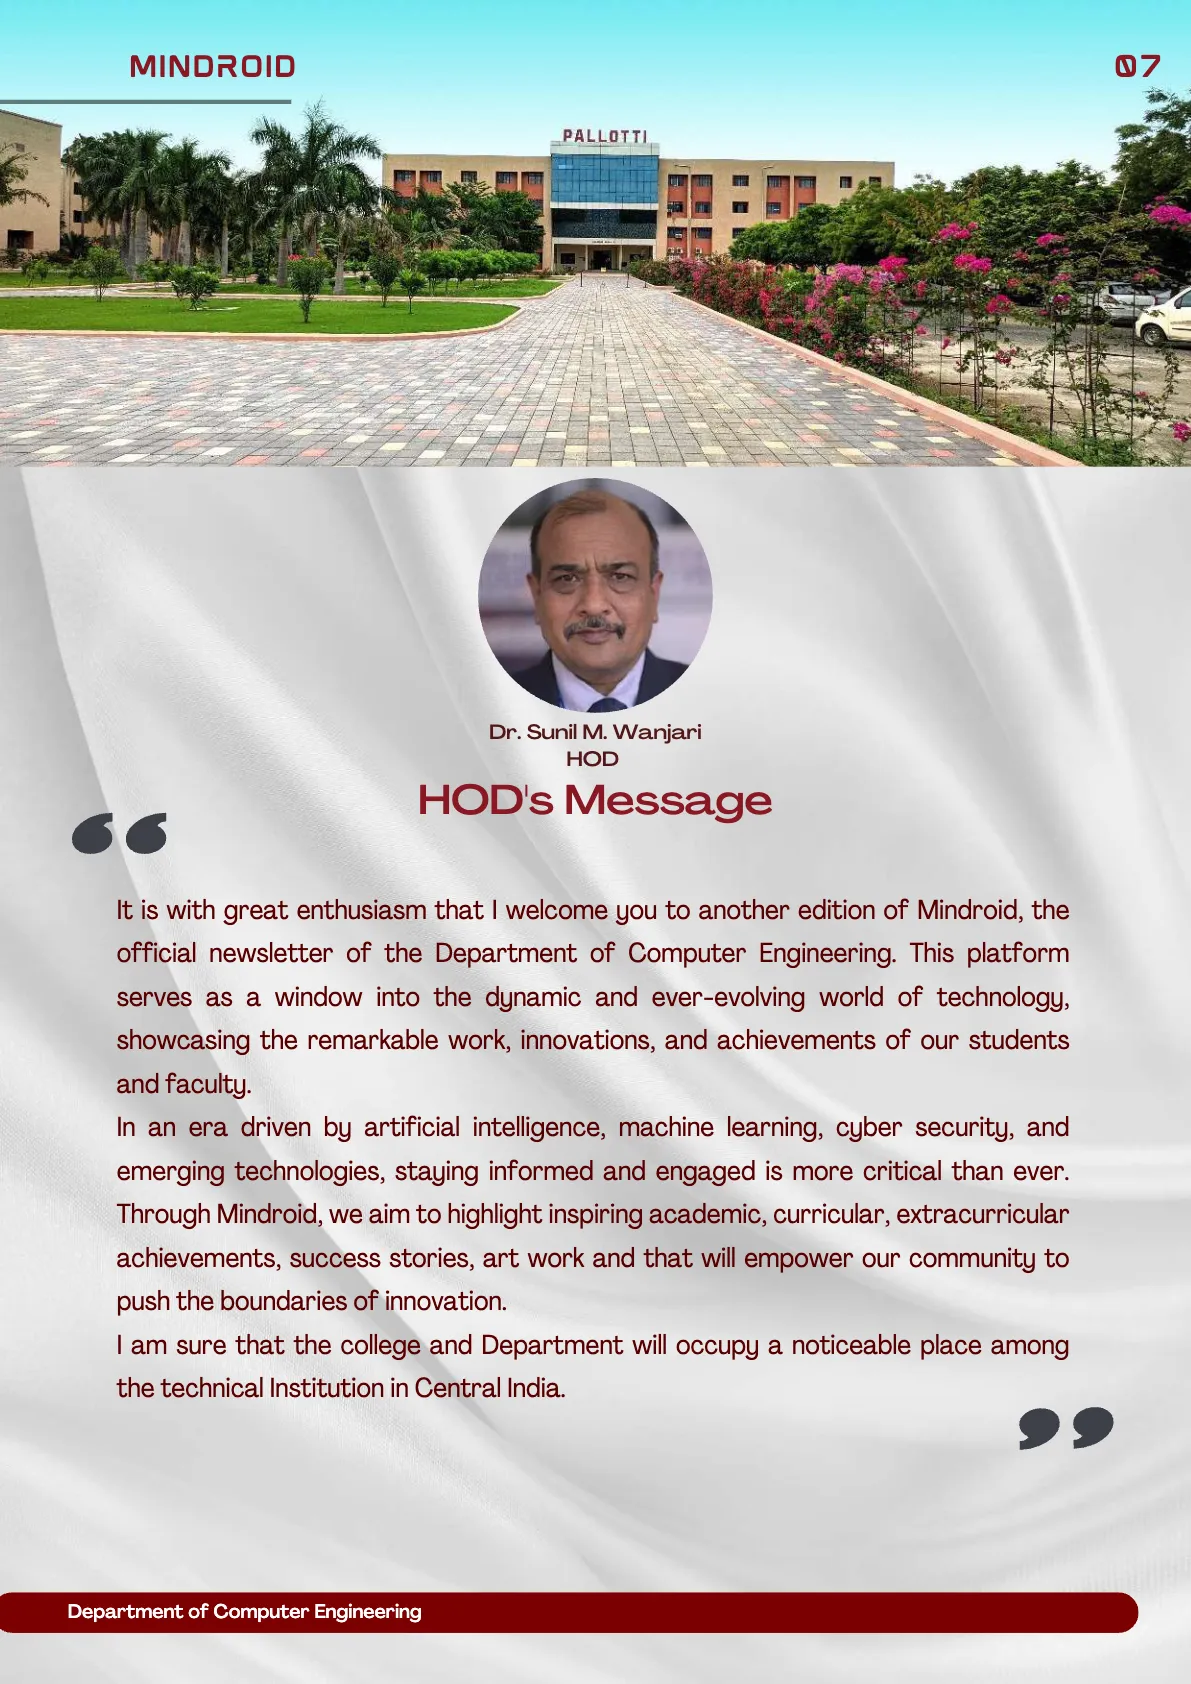 MINDROID
07
PALLOTTI
Dr. Sunil M. Wanjari
HOD
HOD's Message
“
It is with great enthusiasm that I welcome you to another edition of Mindroid, the
official newsletter of the Department of Computer Engineering. This platform
serves as a window into the dynamic and ever-evolving world of technology,
showcasing the remarkable work, innovations, and achievements of our students
and faculty.
In an era driven by artificial intelligence, machine learning, cyber security, and
emerging technologies, staying informed and engaged is more critical than ever.
Through Mindroid, we aim to highlight inspiring academic, curricular, extracurricular
achievements, success stories, art work and that will empower our community to
push the boundaries of innovation.
I am sure that the college and Department will occupy a noticeable place among
the technical Institution in Central India.
”
Department of Computer Engineering